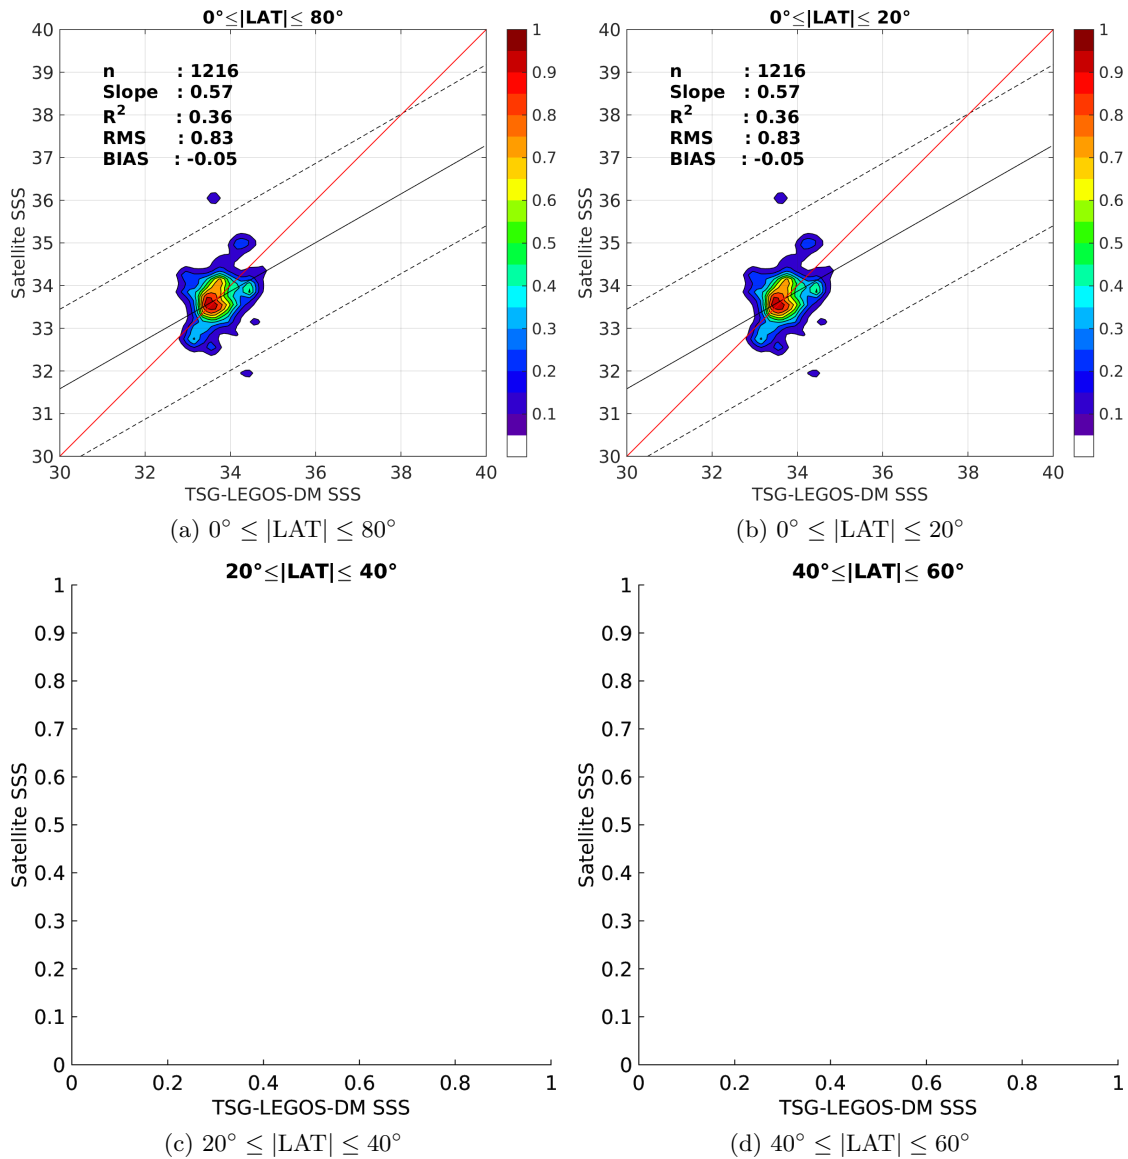 0°≤|LAT|≤ 80°
40
39
38
37
36
35
34
33
32
31
30
n : 1216
Slope : 0.57
R² : 0.36
RMS : 0.83
BIAS : -0.05
Satellite SSS
30 32 34 36 38 40
TSG-LEGOS-DM SSS
1
0.9
0.8
0.7
0.6
0.5
0.4
0.3
0.2
0.1
(a) 0° ≤ |LAT| ≤ 80°
0°≤|LAT|≤ 20°
40
39
38
37
36
35
34
33
32
31
30
n : 1216
Slope : 0.57
R² : 0.36
RMS : 0.83
BIAS : -0.05
Satellite SSS
30 32 34 36 38 40
TSG-LEGOS-DM SSS
1
0.9
0.8
0.7
0.6
0.5
0.4
0.3
0.2
0.1
(b) 0° ≤ |LAT| ≤ 20°
20°≤|LAT|≤ 40°
1
0.9
0.8
0.7
0.6
0.5
0.4
0.3
0.2
0.1
0
Satellite SSS
0 0.2 0.4 0.6 0.8 1
TSG-LEGOS-DM SSS
(c) 20° ≤ |LAT| ≤ 40°
40°≤|LAT|≤ 60°
1
0.9
0.8
0.7
0.6
0.5
0.4
0.3
0.2
0.1
0
Satellite SSS
0 0.2 0.4 0.6 0.8 1
TSG-LEGOS-DM SSS
(d) 40° ≤ |LAT| ≤ 60°